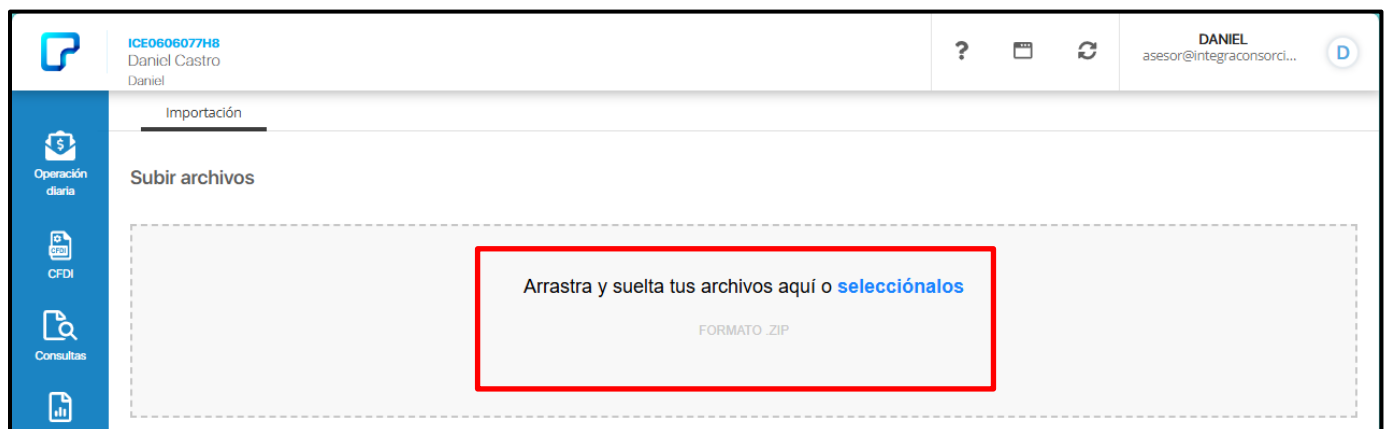 ICE0606077H8
Daniel Castro
Daniel
?
DANIEL
asesor@integraconsorci...
D
Importación
Operación
diaria
Subir archivos
CFDI
CFDI
Arrastra y suelta tus archivos aquí o selecciónalos
FORMATO .ZIP
Consultas